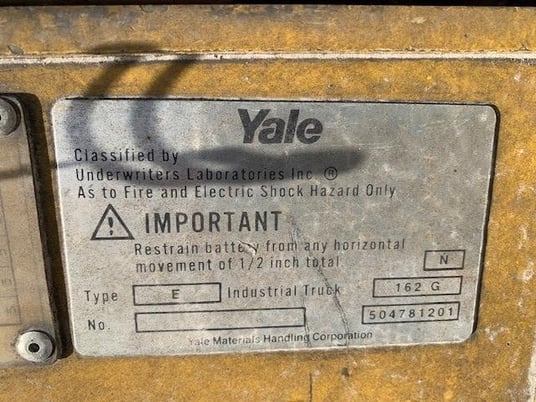 Yale
Classified by
Underwriters Laboratories Inc. ®
As to Fire and Electric Shock Hazard Only
IMPORTANT
Restrain battery from any horizontal
movement of 1/2 inch total N
Type E Industrial Truck 162 G
No. 504781201
Yale Materials Handling Corporation